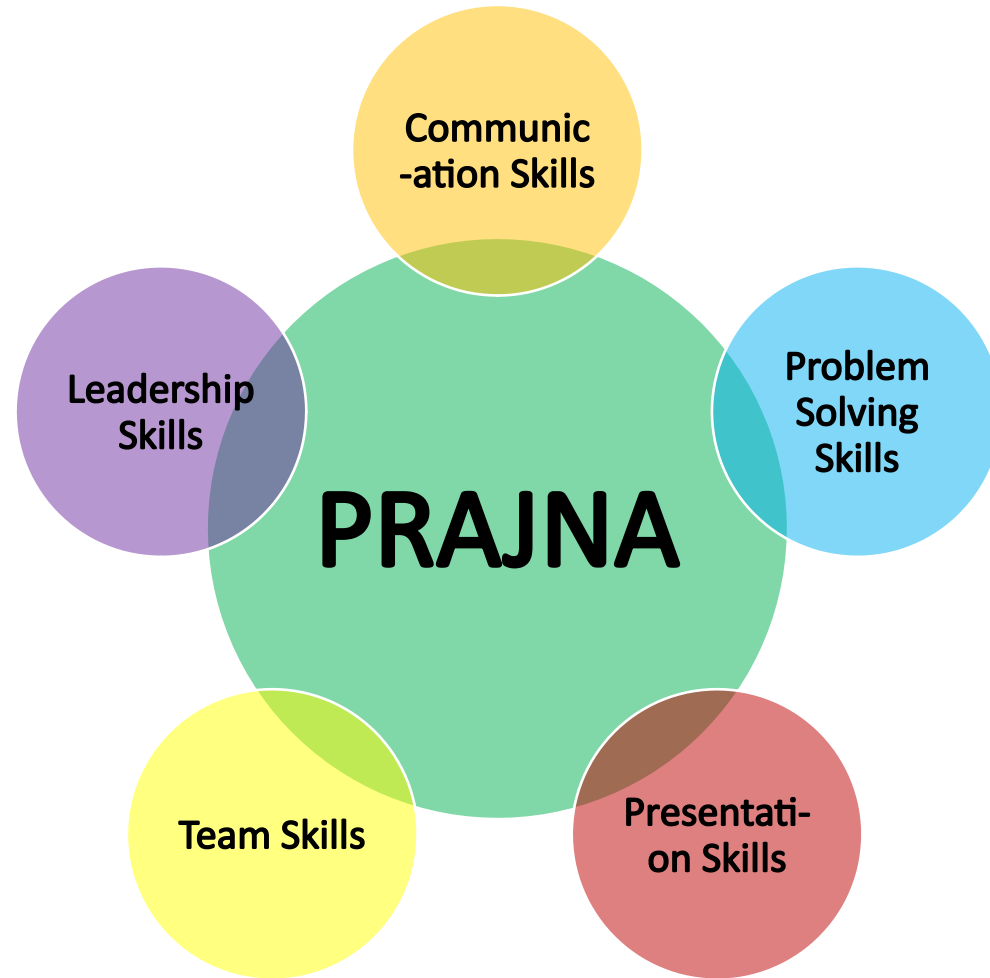 Communic
-ation Skills
Problem
Solving
Skills
Leadership
Skills
PRAJNA
Team Skills
Presentati-
on Skills